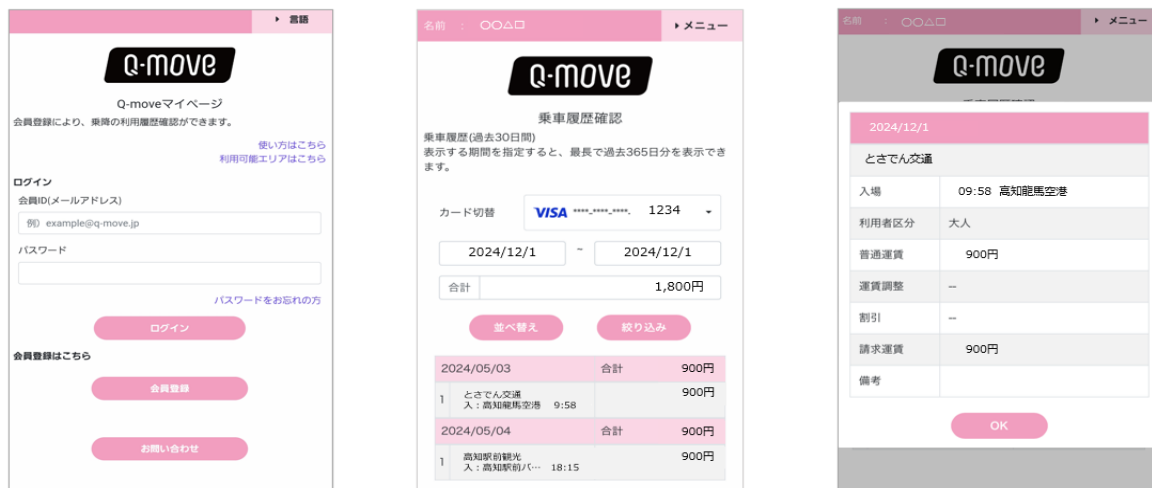 ▶ 言語
Q-move
Q-moveマイページ
会員登録により、乗降の利用履歴確認ができます。
使い方はこちら
利用可能エリアはこちら
ログイン
会員ID(メールアドレス)
例）example@q-move.jp
パスワード
パスワードをお忘れの方
ログイン
会員登録はこちら
会員登録
お問い合わせ
名前 : 〇〇△□
▶ メニュー
Q-move
乗車履歴確認
乗車履歴(過去30日間)
表示する期間を指定すると、最長で過去365日分を表示でき
ます。
カード切替 VISA ****-****-****- 1234
2024/12/1 ~ 2024/12/1
合計 1,800円
並べ替え 絞り込み
2024/05/03 合計 900円
1 とさでん交通 900円
入：高知龍馬空港 9:58
2024/05/04 合計 900円
1 高知駅前観光 900円
入：高知駅前バ… 18:15
名前 : 〇〇△□
▶ メニュー
Q-move
2024/12/1
とさでん交通
入場 09:58 高知龍馬空港
利用者区分 大人
普通運賃 900円
運賃調整 --
割引 --
請求運賃 900円
備考
OK